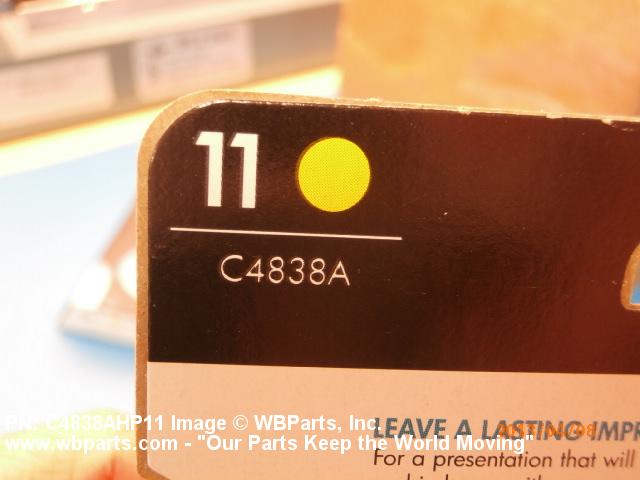 11
C4838A
LEAVE A LASTING IMPR
For a presentation that will
PN: C4838AHP11 Image © WBParts, Inc.
www.wbparts.com - "Our Parts Keep the World Moving"